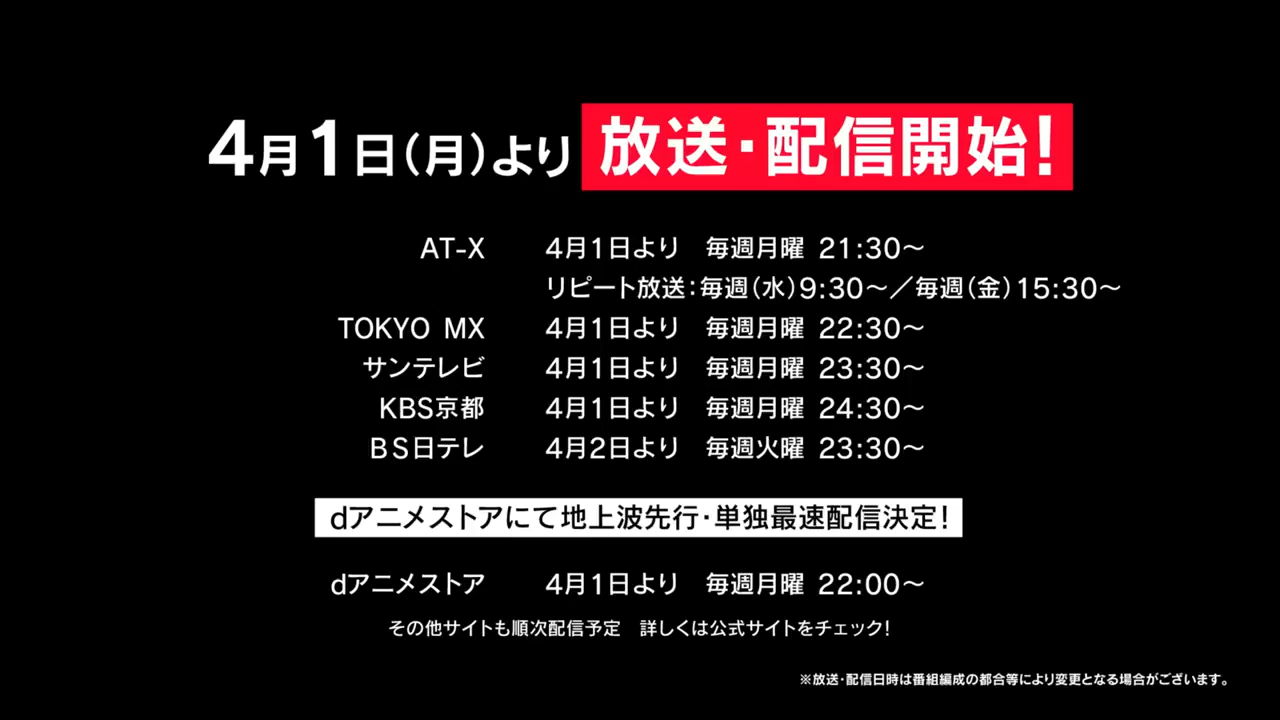 4月1日(月)より 放送・配信開始!
AT-X 4月1日より 毎週月曜 21:30〜
リピート放送:毎週(水)9:30〜/毎週(金)15:30〜
TOKYO MX 4月1日より 毎週月曜 22:30〜
サンテレビ 4月1日より 毎週月曜 23:30〜
KBS京都 4月1日より 毎週月曜 24:30〜
BS日テレ 4月2日より 毎週火曜 23:30〜
dアニメストアにて地上波先行・単独最速配信決定!
dアニメストア 4月1日より 毎週月曜 22:00〜
その他サイトも順次配信予定 詳しくは公式サイトをチェック!
※放送・配信日時は番組編成の都合等により変更となる場合がございます。